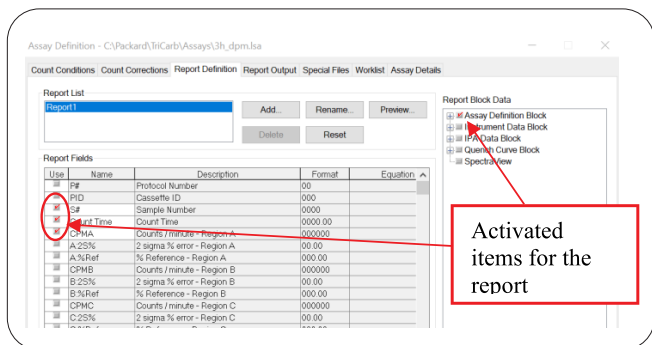 Assay Definition - C:\Packard\TriCarb\Assays\3h_dpm.lsa
Count Conditions Count Corrections Report Definition Report Output Special Files Worklist Assay Details
Report List
Report1
Add...
Rename...
Preview...
Delete
Reset
Report Block Data
Assay Definition Block
Instrument Data Block
IPA Data Block
Quench Curve Block
SpectraView
Report Fields
Use Name Description Format Equation
P# Protocol Number 00
PID Cassette ID 000
S# Sample Number 0000
Count Time Count Time 0000.00
CPMA Counts / minute - Region A 000000
A:2S% 2 sigma % error - Region A 00.00
A:%Ref % Reference - Region A 000.00
CPMB Counts / minute - Region B 000000
B:2S% 2 sigma % error - Region B 00.00
B:%Ref % Reference - Region B 000.00
CPMC Counts / minute - Region C 000000
C:2S% 2 sigma % error - Region C 00.00
Activated
items for the
report